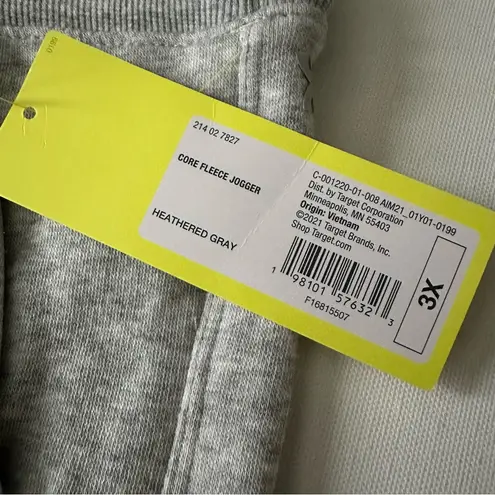 0199
214 02 7827
CORE FLEECE JOGGER
HEATHERED GRAY
C-001220-01-008 AIM21_01Y01-0199
Dist. by Target Corporation
Minneapolis, MN 55403
Origin: Vietnam
©2021 Target Brands, Inc.
Shop Target.com
1 98101 57632 3
F16815507
3X